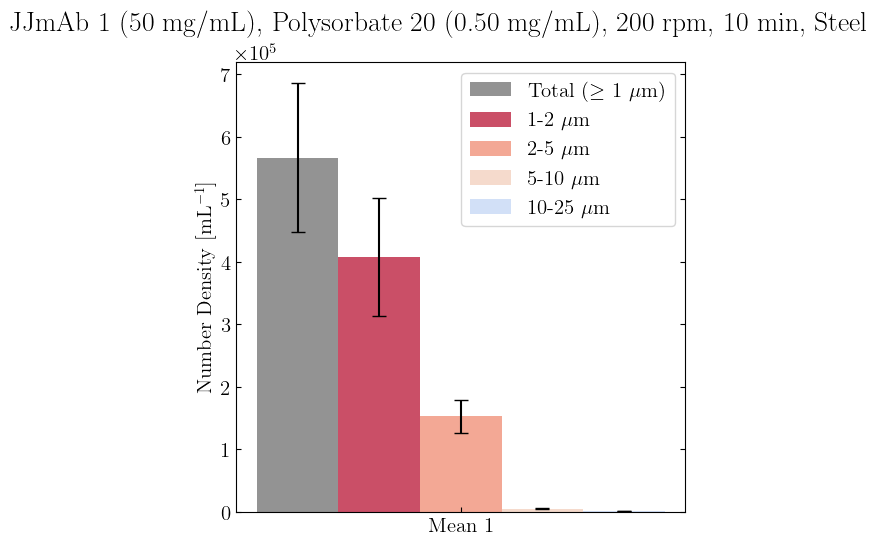 JJmAb 1 (50 mg/mL), Polysorbate 20 (0.50 mg/mL), 200 rpm, 10 min, Steel
×10⁵
Total (≥ 1 μm)
1-2 μm
2-5 μm
5-10 μm
10-25 μm
Number Density [mL⁻¹]
7
6
5
4
3
2
1
0
Mean 1